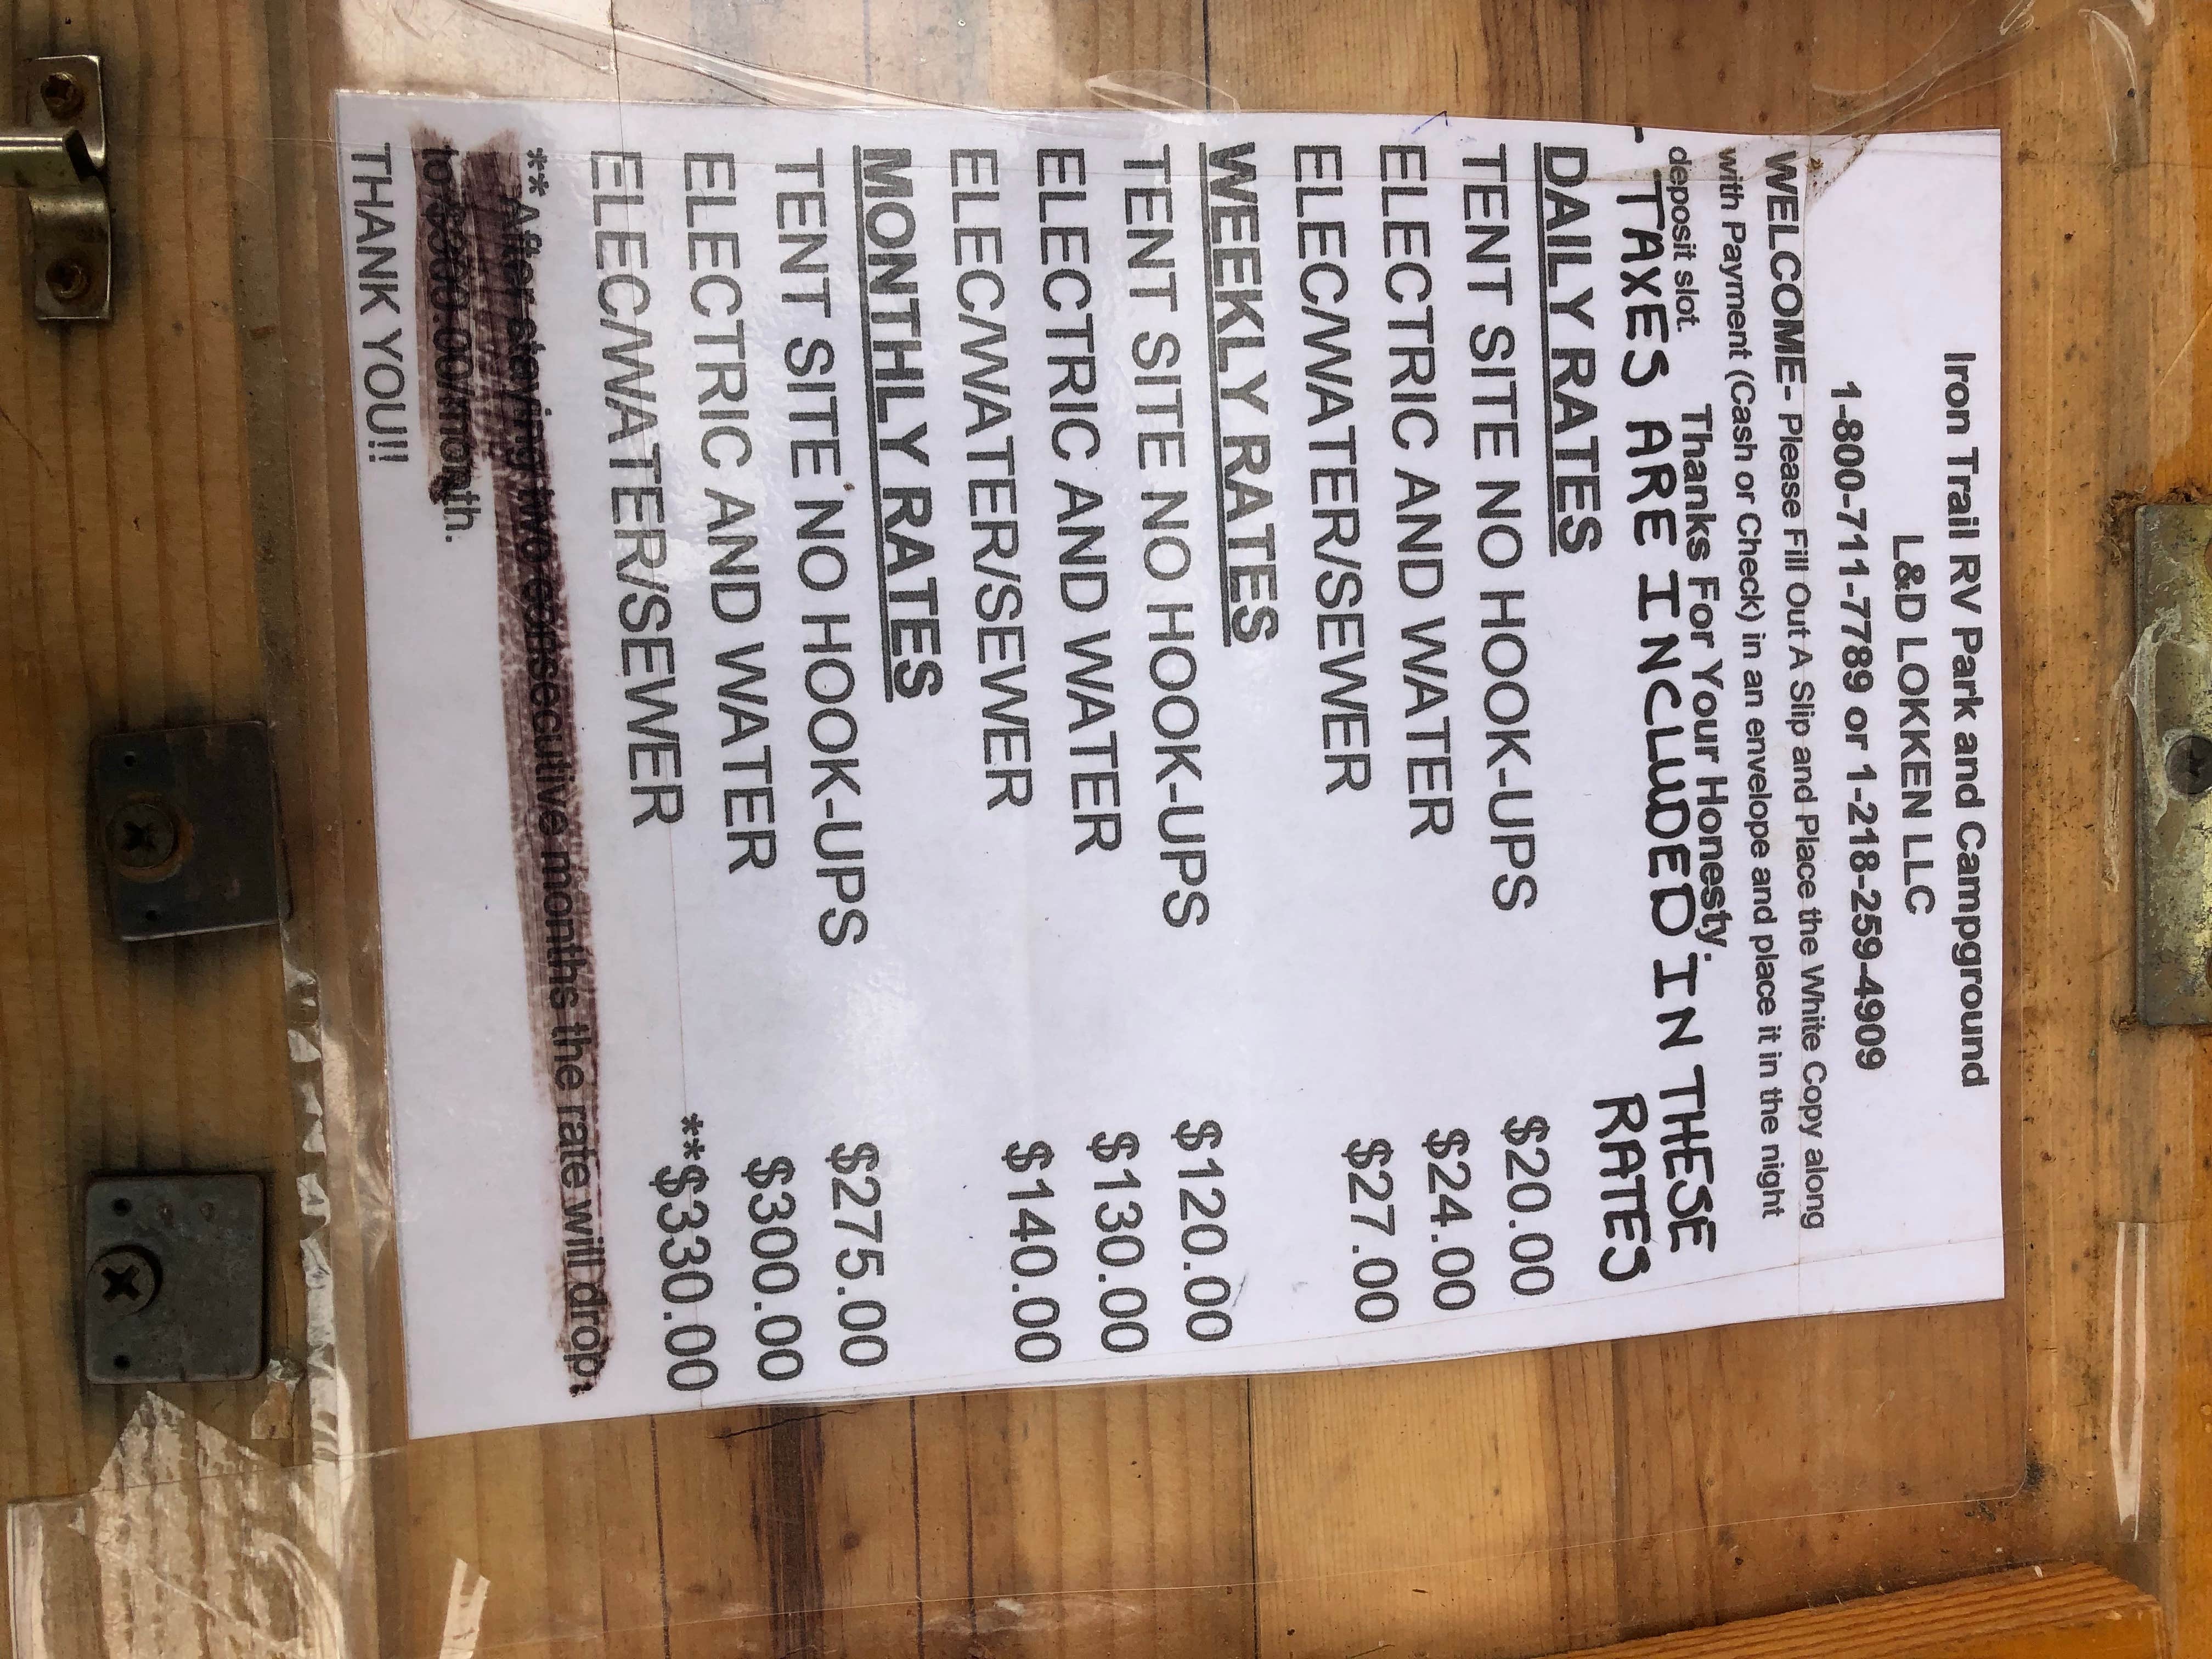 Iron Trail RV Park and Campground
L&D LOKKEN LLC
1-800-711-7789 or 1-218-259-4909
WELCOME- Please Fill Out A Slip and Place the White Copy along
with Payment (Cash or Check) in an envelope and place it in the night
deposit slot.
Thanks For Your Honesty.
- TAXES ARE INCLUDED IN THESE
RATES
DAILY RATES
TENT SITE NO HOOK-UPS $20.00
ELECTRIC AND WATER $24.00
ELEC/WATER/SEWER $27.00
WEEKLY RATES
TENT SITE NO HOOK-UPS $120.00
ELECTRIC AND WATER $130.00
ELEC/WATER/SEWER $140.00
MONTHLY RATES
TENT SITE NO HOOK-UPS $275.00
ELECTRIC AND WATER $300.00
ELEC/WATER/SEWER **$330.00
** After staying two consecutive months the rate will drop
to $300.00/month.
THANK YOU!!